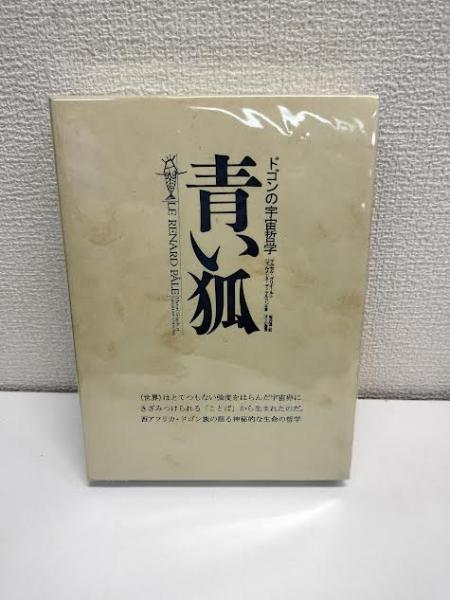 ドゴンの宇宙哲学
青い狐
LE RENARD PÂLE
〈世界〉はとてつもない強度をはらんだ宇宙卵に
きざみつけられる「ことば」から生まれたのだ。
西アフリカ・ドゴン族の語る神秘的な生命の哲学